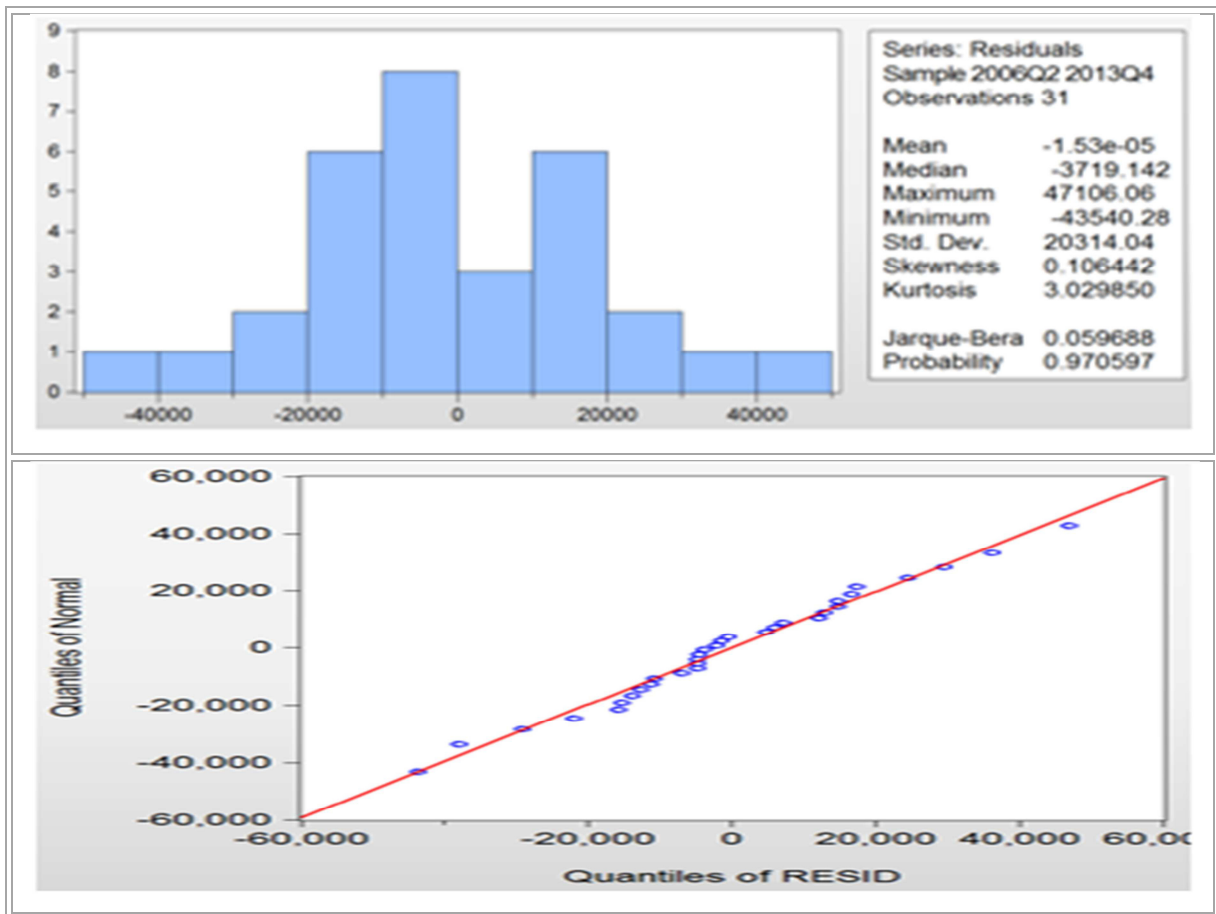 9
8
7
6
5
4
3
2
1
0
-40000 -20000 0 20000 40000
Series: Residuals
Sample 2006Q2 2013Q4
Observations 31
Mean -1.53e-05
Median -3719.142
Maximum 47106.06
Minimum -43540.28
Std. Dev. 20314.04
Skewness 0.106442
Kurtosis 3.029850
Jarque-Bera 0.059688
Probability 0.970597
60,000
40,000
20,000
0
-20,000
-40,000
-60,000
Quantiles of Normal
-60,000 -20,000 0 20,000 40,000 60,0
Quantiles of RESID